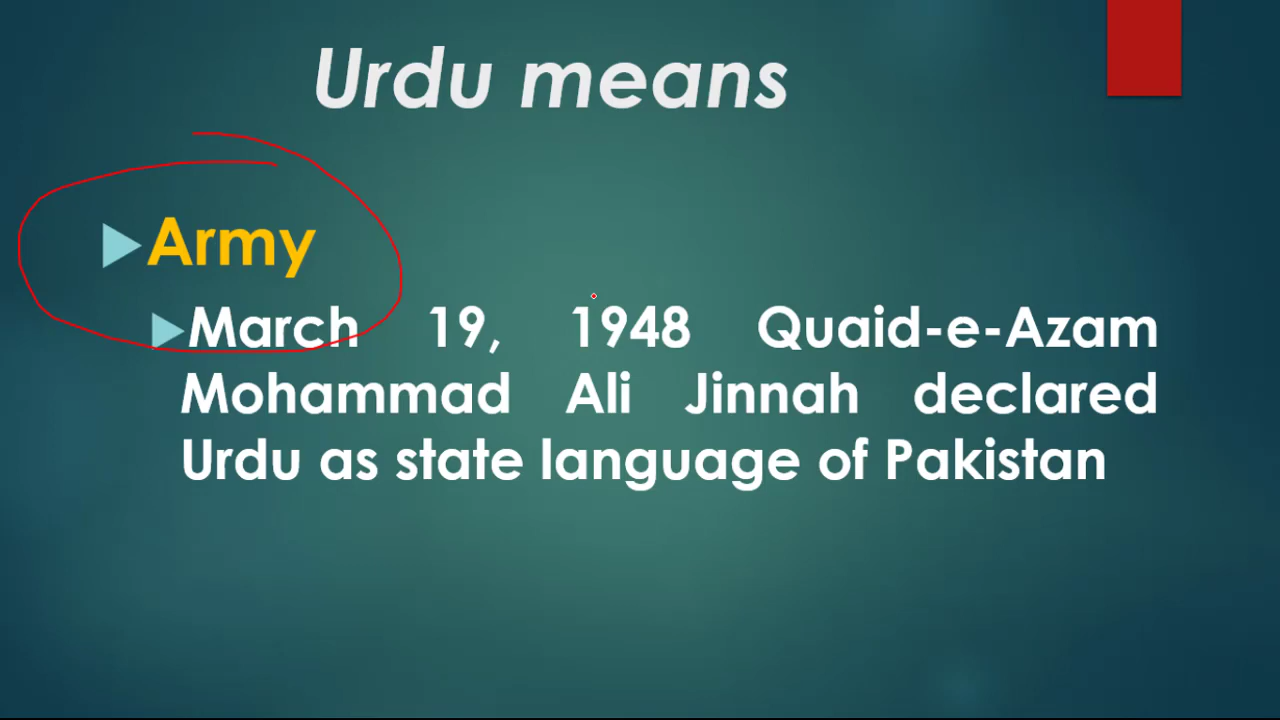 Urdu means
Army
March 19, 1948 Quaid-e-Azam
Mohammad Ali Jinnah declared
Urdu as state language of Pakistan